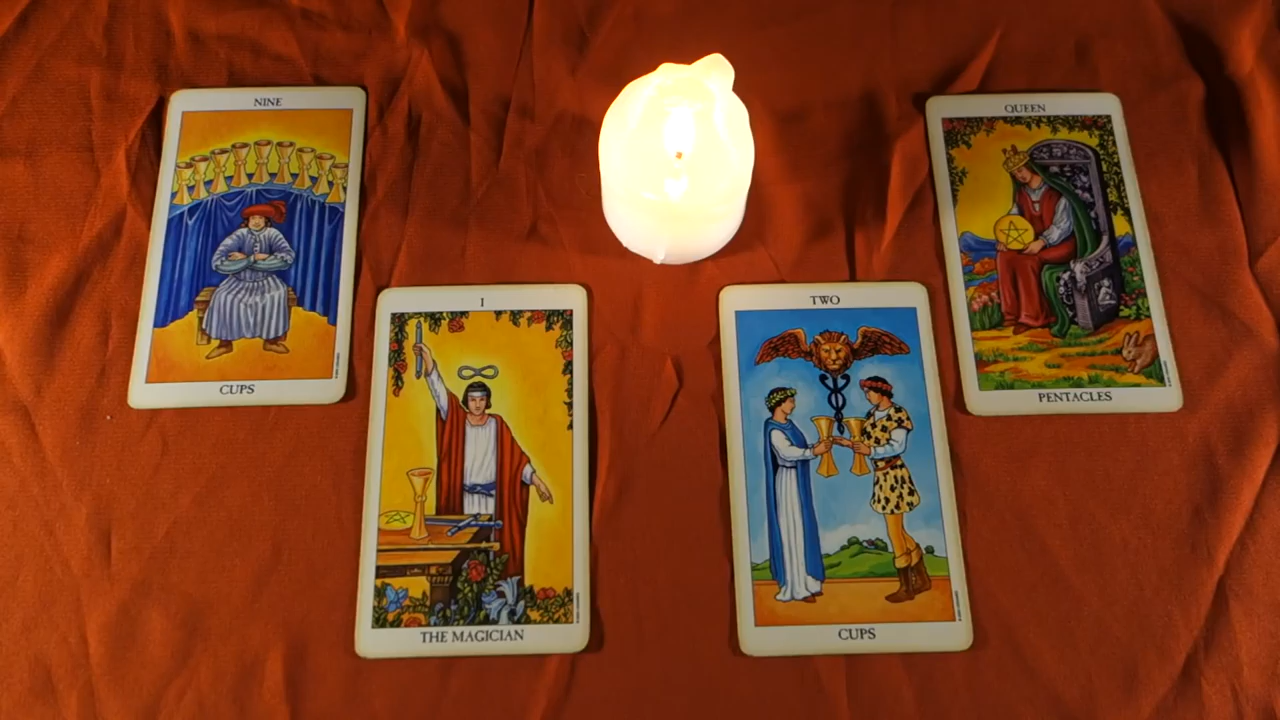 NINE
CUPS
I
THE MAGICIAN
TWO
CUPS
QUEEN
PENTACLES